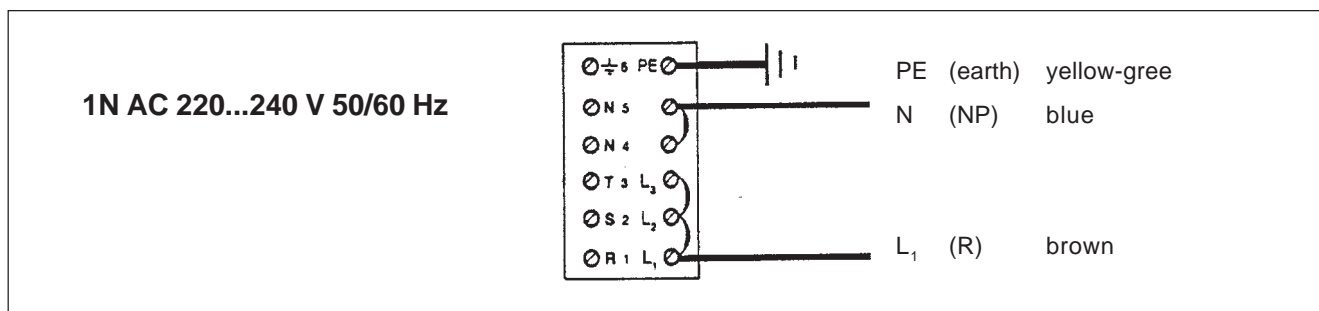 1N AC 220...240 V 50/60 Hz
⏚ 6 PE
N 5
N 4
T 3 L₃
S 2 L₂
R 1 L₁
PE (earth) yellow-gree
N (NP) blue
L₁ (R) brown